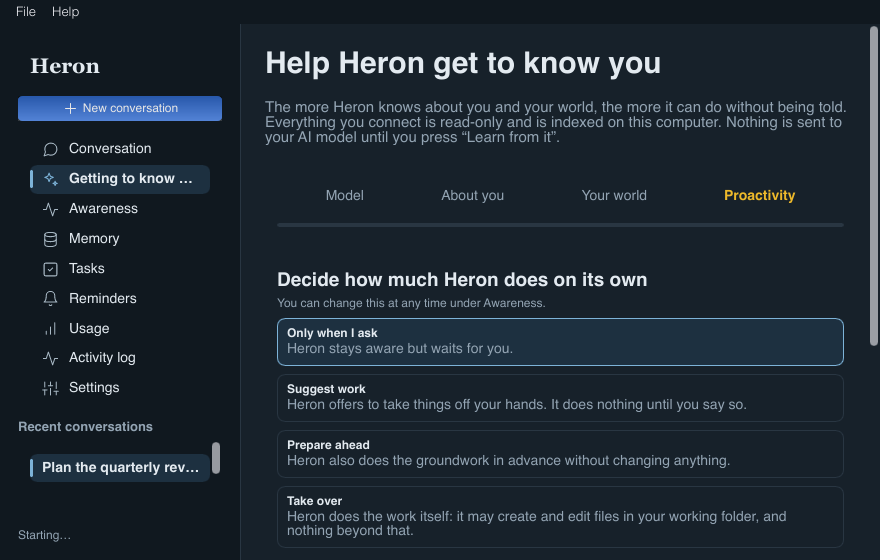 File Help
Heron
New conversation
Conversation
Getting to know ...
Awareness
Memory
Tasks
Reminders
Usage
Activity log
Settings
Recent conversations
Plan the quarterly rev...
Starting...
Help Heron get to know you
The more Heron knows about you and your world, the more it can do without being told.
Everything you connect is read-only and is indexed on this computer. Nothing is sent to
your AI model until you press “Learn from it”.
Model About you Your world Proactivity
Decide how much Heron does on its own
You can change this at any time under Awareness.
Only when I ask
Heron stays aware but waits for you.
Suggest work
Heron offers to take things off your hands. It does nothing until you say so.
Prepare ahead
Heron also does the groundwork in advance without changing anything.
Take over
Heron does the work itself: it may create and edit files in your working folder, and
nothing beyond that.